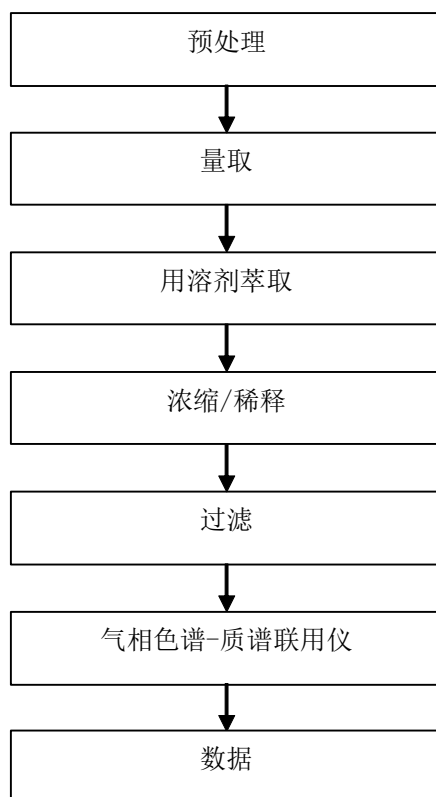 预处理
量取
用溶剂萃取
浓缩/稀释
过滤
气相色谱-质谱联用仪
数据